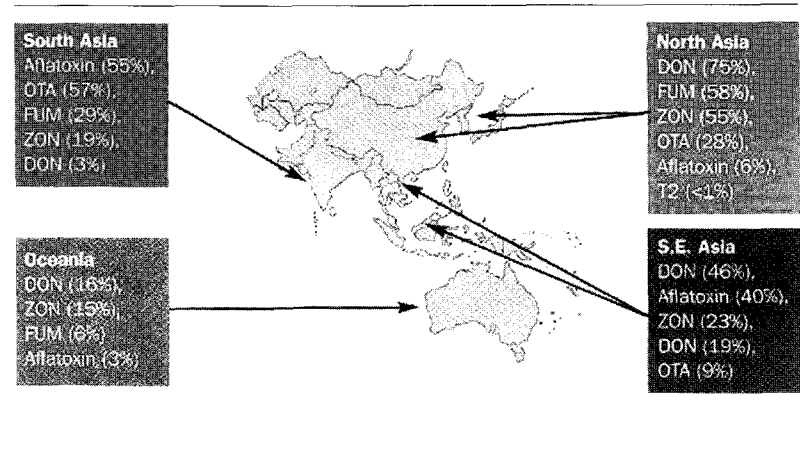 South Asia
Aflatoxin (55%),
OTA (57%),
FUM (29%),
ZON (19%),
DON (3%)
North Asia
DON (75%),
FUM (58%),
ZON (55%),
OTA (28%),
Aflatoxin (6%),
T2 (<1%)
Oceania
DON (16%),
ZON (15%),
FUM (6%)
Aflatoxin (3%)
S.E. Asia
DON (46%),
Aflatoxin (40%),
ZON (23%),
DON (19%),
OTA (9%)